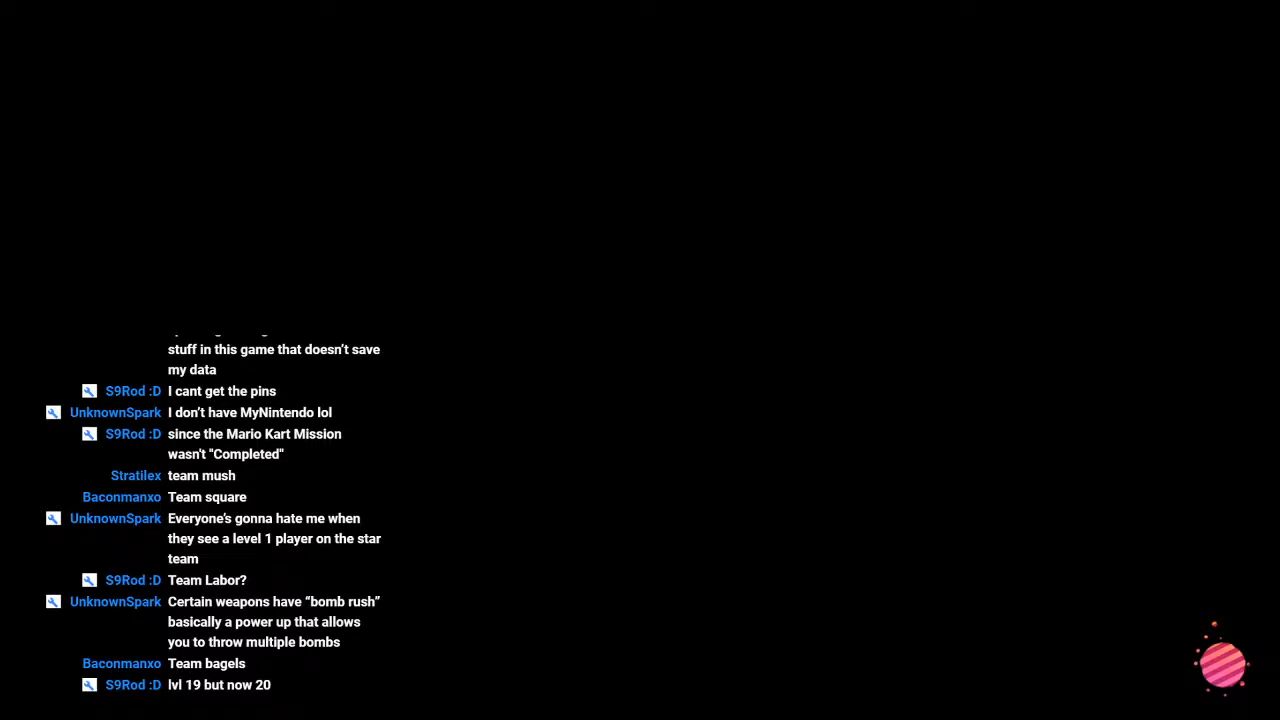 stuff in this game that doesn’t save
my data
S9Rod :D I cant get the pins
UnknownSpark I don’t have MyNintendo lol
S9Rod :D since the Mario Kart Mission
wasn't "Completed"
Stratilex team mush
Baconmanxo Team square
UnknownSpark Everyone’s gonna hate me when
they see a level 1 player on the star
team
S9Rod :D Team Labor?
UnknownSpark Certain weapons have “bomb rush”
basically a power up that allows
you to throw multiple bombs
Baconmanxo Team bagels
S9Rod :D lvl 19 but now 20